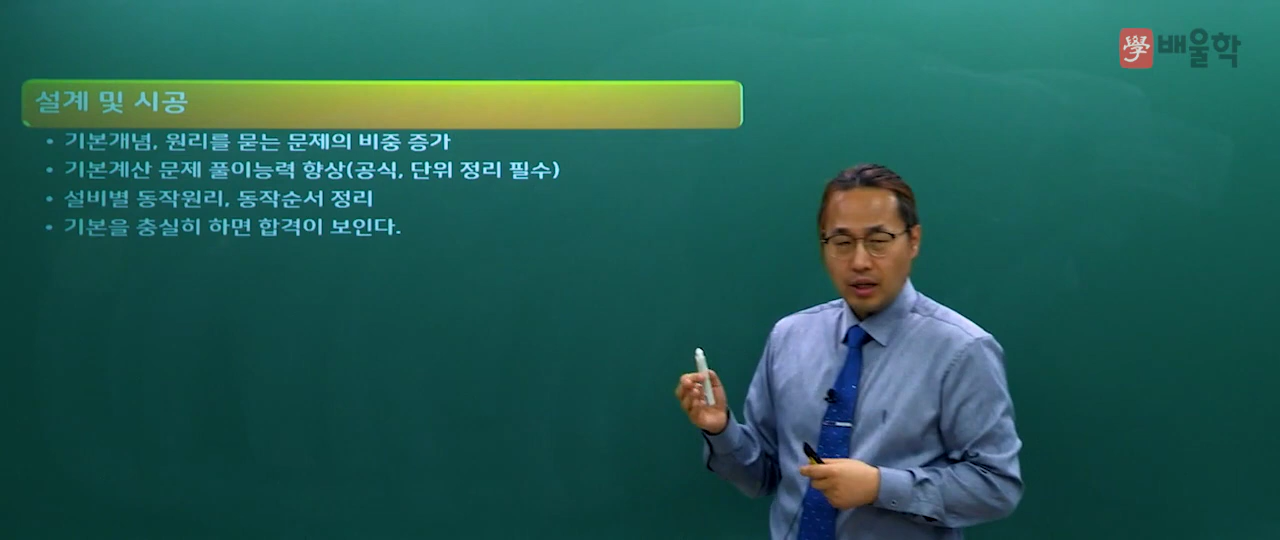 學 배울학
설계 및 시공
• 기본개념, 원리를 묻는 문제의 비중 증가
• 기본계산 문제 풀이능력 향상(공식, 단위 정리 필수)
• 설비별 동작원리, 동작순서 정리
• 기본을 충실히 하면 합격이 보인다.